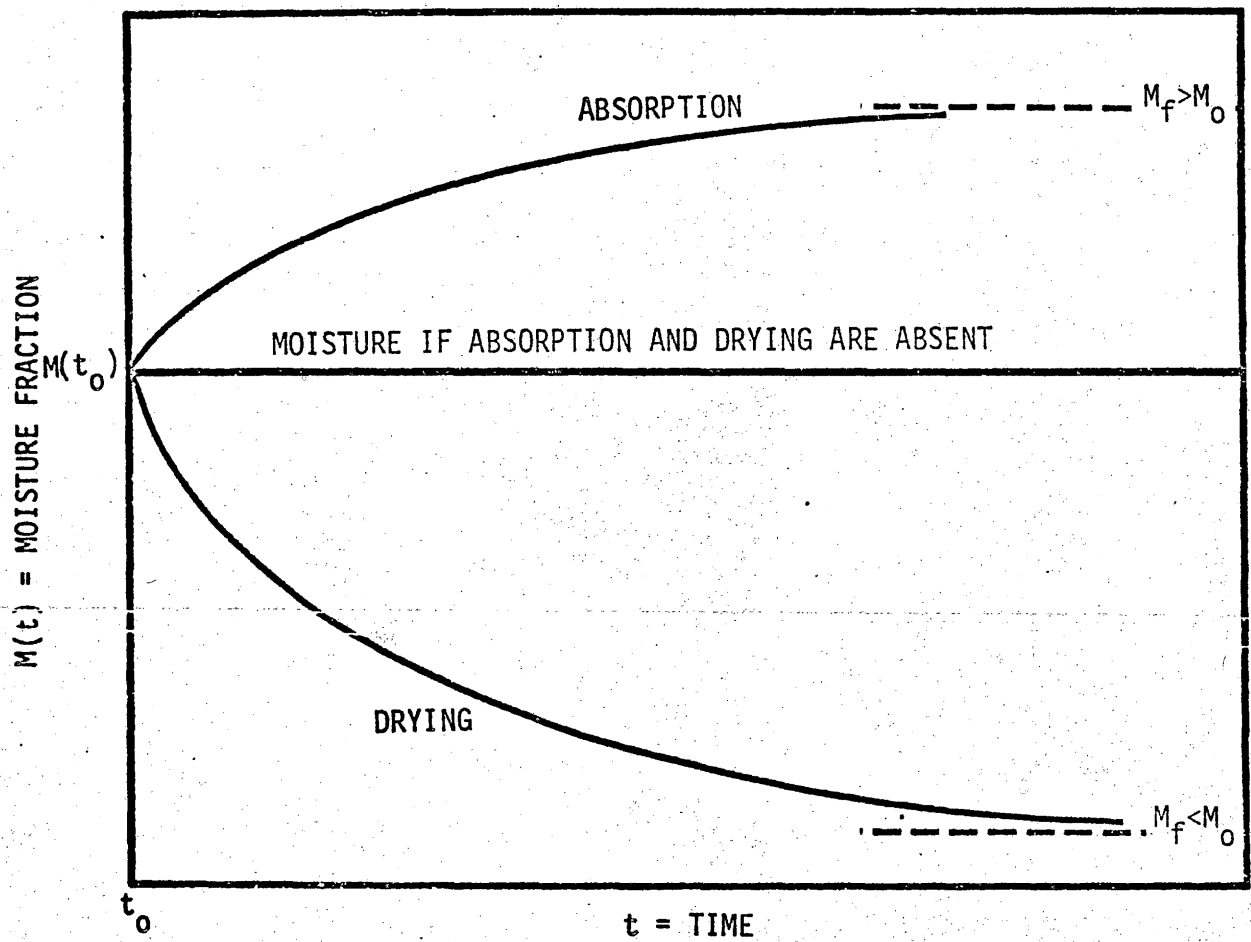 ABSORPTION
M_f>M_o
M(t) = MOISTURE FRACTION
MOISTURE IF ABSORPTION AND DRYING ARE ABSENT
M(t_o)
DRYING
M_f<M_o
t_o
t = TIME